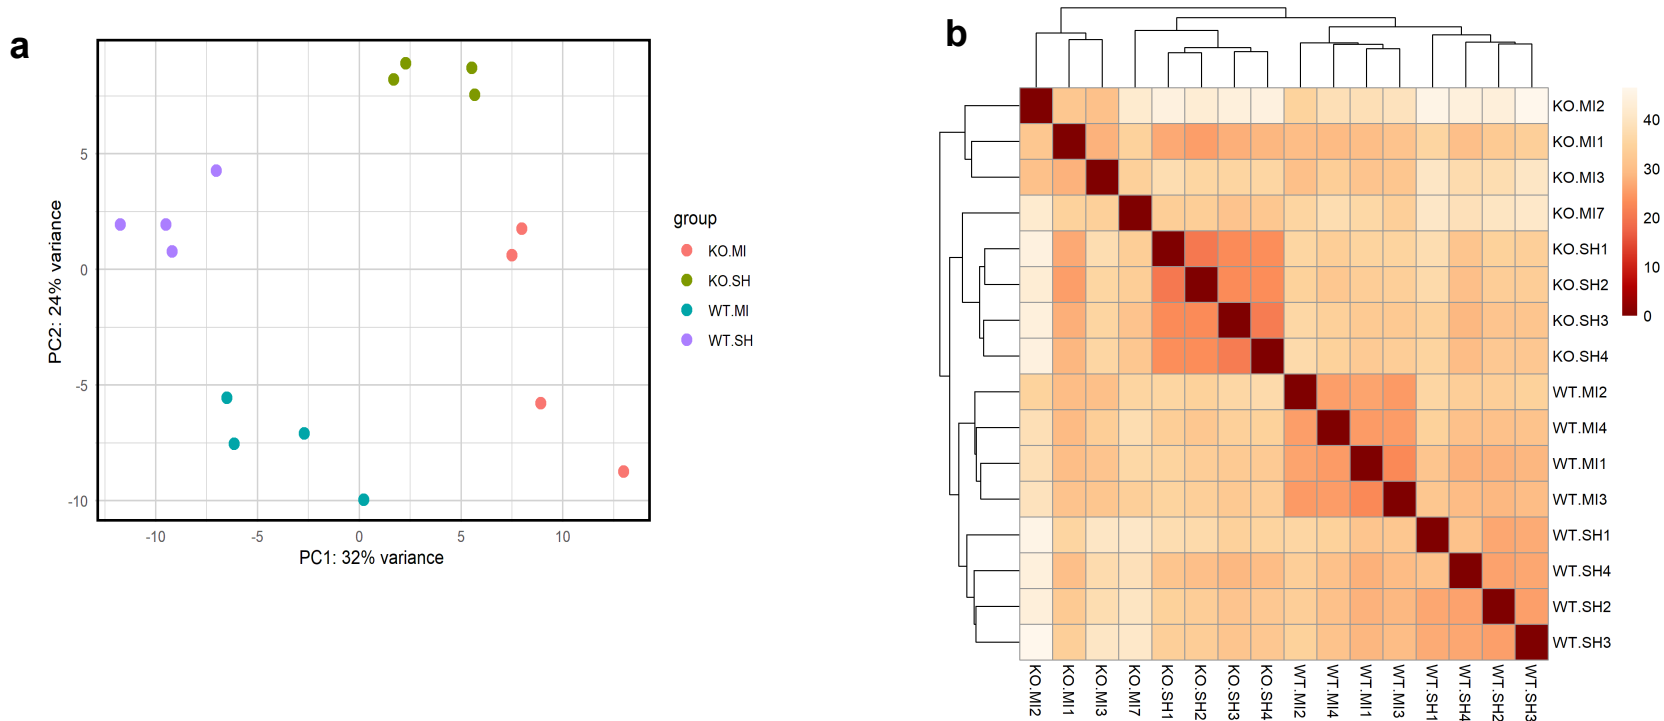 a
PC2: 24% variance
5
0
-5
-10
-10
-5
0
5
10
PC1: 32% variance
group
KO.MI
KO.SH
WT.MI
WT.SH
b
KO.MI2
KO.MI1
KO.MI3
KO.MI7
KO.SH1
KO.SH2
KO.SH3
KO.SH4
WT.MI2
WT.MI4
WT.MI1
WT.MI3
WT.SH1
WT.SH4
WT.SH2
WT.SH3
KO.MI2
KO.MI1
KO.MI3
KO.MI7
KO.SH1
KO.SH2
KO.SH3
KO.SH4
WT.MI2
WT.MI4
WT.MI1
WT.MI3
WT.SH1
WT.SH4
WT.SH2
WT.SH3
40
30
20
10
0